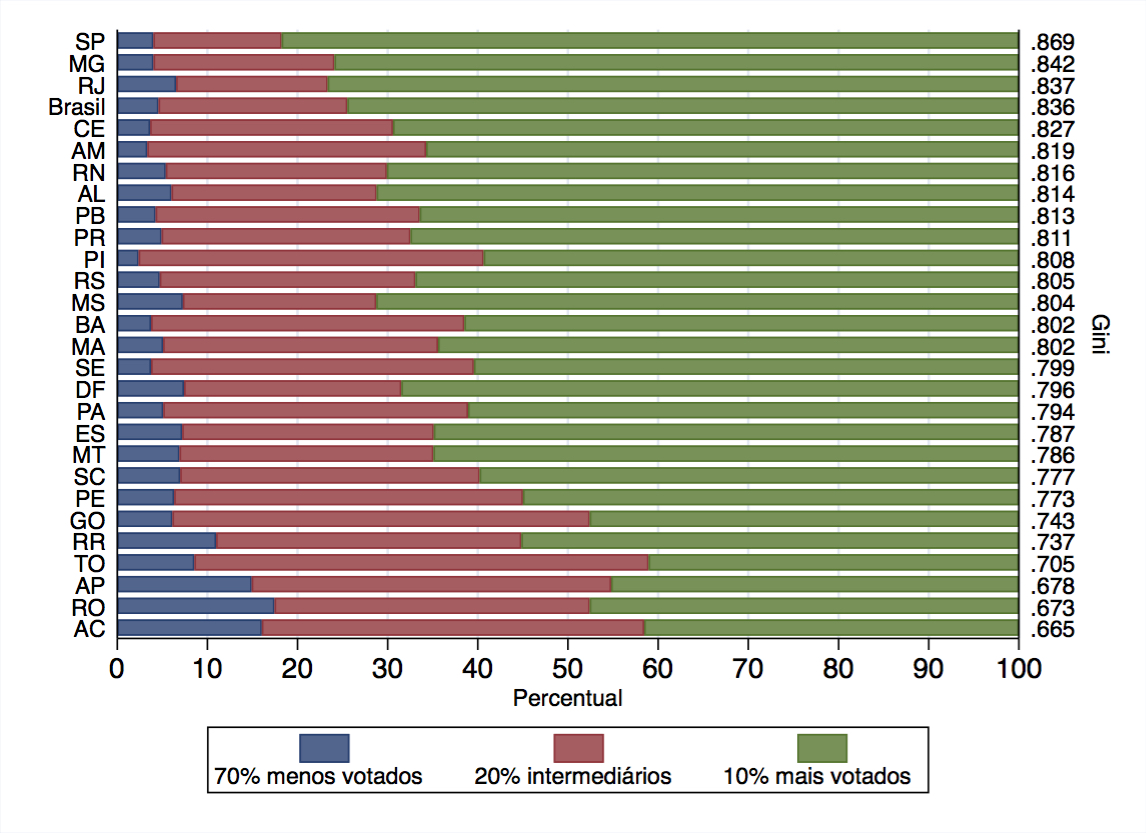 SP .869
MG .842
RJ .837
Brasil .836
CE .827
AM .819
RN .816
AL .814
PB .813
PR .811
PI .808
RS .805
MS .804
BA .802
MA .802
SE .799
DF .796
PA .794
ES .787
MT .786
SC .777
PE .773
GO .743
RR .737
TO .705
AP .678
RO .673
AC .665
Gini
0 10 20 30 40 50 60 70 80 90 100
Percentual
70% menos votados 20% intermediários 10% mais votados